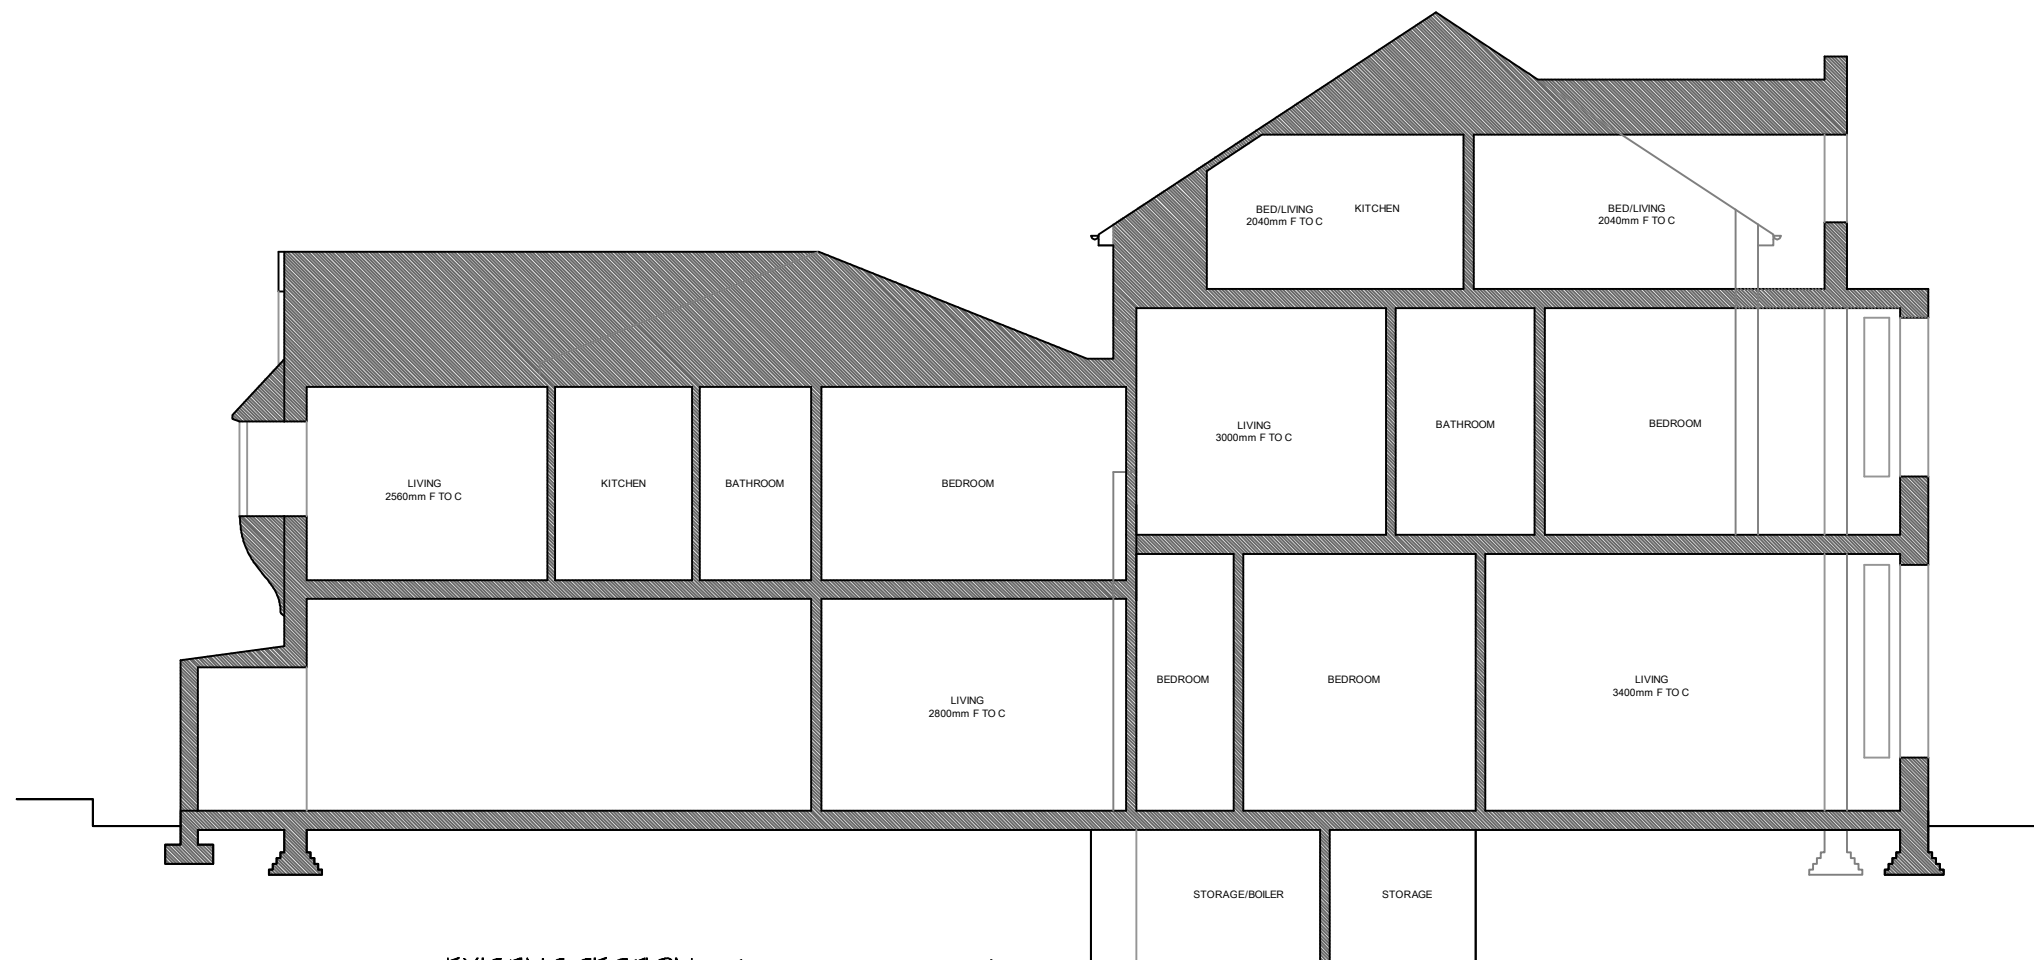 BED/LIVING
2040mm F TO C
KITCHEN
BED/LIVING
2040mm F TO C
LIVING
3000mm F TO C
BATHROOM
BEDROOM
LIVING
2560mm F TO C
KITCHEN
BATHROOM
BEDROOM
LIVING
2800mm F TO C
BEDROOM
BEDROOM
LIVING
3400mm F TO C
STORAGE/BOILER
STORAGE